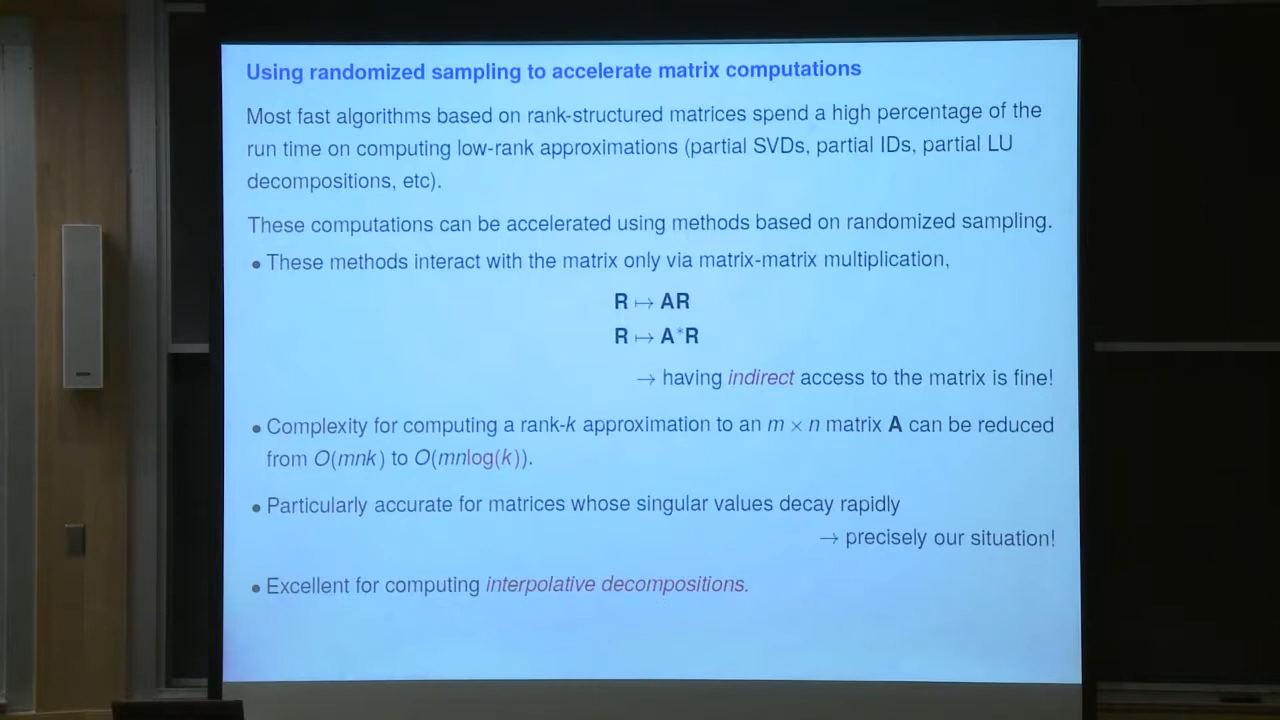 Using randomized sampling to accelerate matrix computations
Most fast algorithms based on rank-structured matrices spend a high percentage of the
run time on computing low-rank approximations (partial SVDs, partial IDs, partial LU
decompositions, etc).
These computations can be accelerated using methods based on randomized sampling.
• These methods interact with the matrix only via matrix-matrix multiplication,
R ↦ AR
R ↦ A*R
→ having indirect access to the matrix is fine!
• Complexity for computing a rank-k approximation to an m × n matrix A can be reduced
from O(mnk) to O(mnlog(k)).
• Particularly accurate for matrices whose singular values decay rapidly
→ precisely our situation!
• Excellent for computing interpolative decompositions.